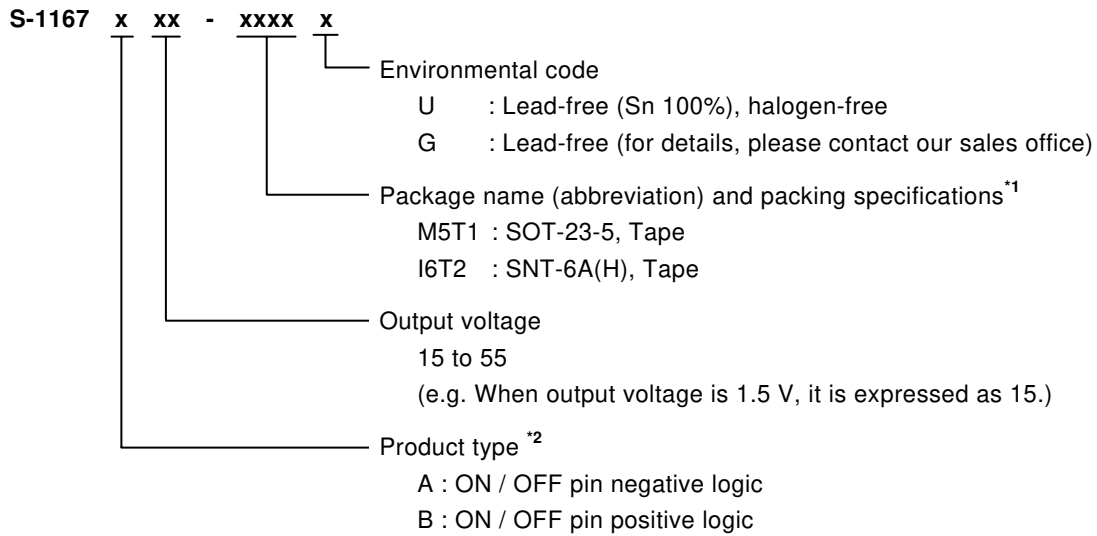 S-1167 x xx - xxxx x
Environmental code
U : Lead-free (Sn 100%), halogen-free
G : Lead-free (for details, please contact our sales office)
Package name (abbreviation) and packing specifications*1
M5T1 : SOT-23-5, Tape
I6T2 : SNT-6A(H), Tape
Output voltage
15 to 55
(e.g. When output voltage is 1.5 V, it is expressed as 15.)
Product type *2
A : ON / OFF pin negative logic
B : ON / OFF pin positive logic